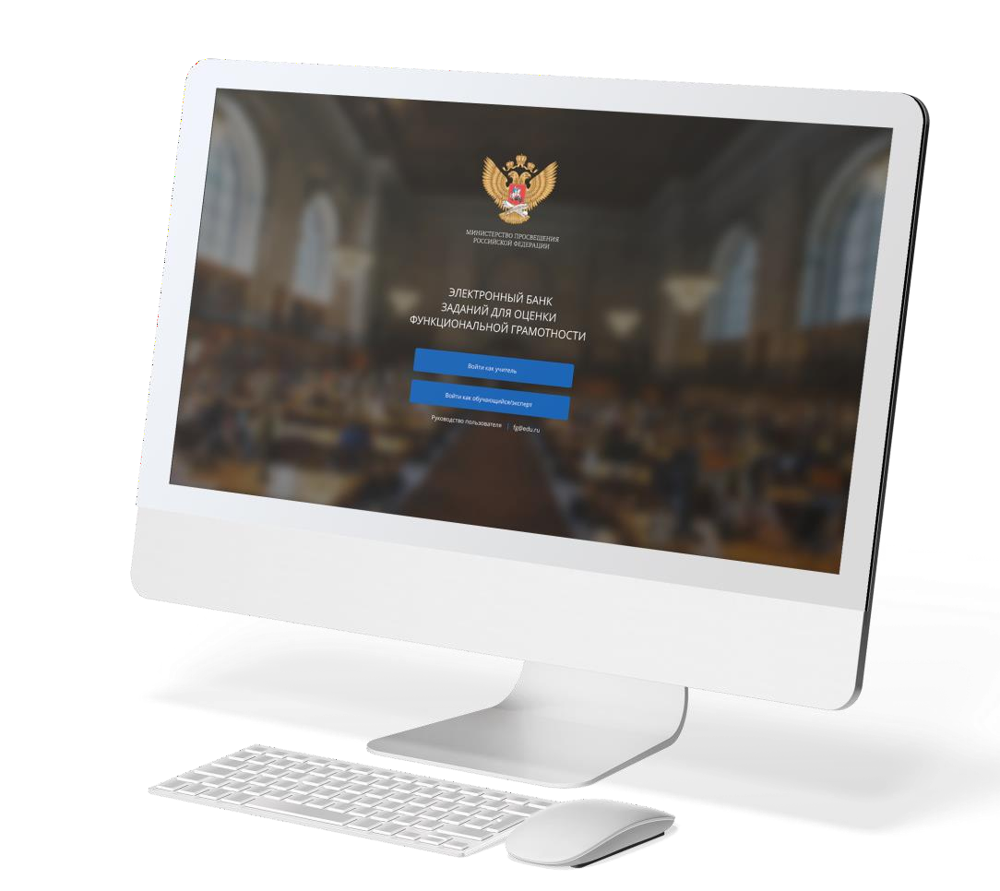 МИНИСТЕРСТВО ПРОСВЕЩЕНИЯ
РОССИЙСКОЙ ФЕДЕРАЦИИ
ЭЛЕКТРОННЫЙ БАНК
ЗАДАНИЙ ДЛЯ ОЦЕНКИ
ФУНКЦИОНАЛЬНОЙ ГРАМОТНОСТИ
Войти как учитель
Войти как обучающийся/эксперт
Руководство пользователя | fg@edu.ru